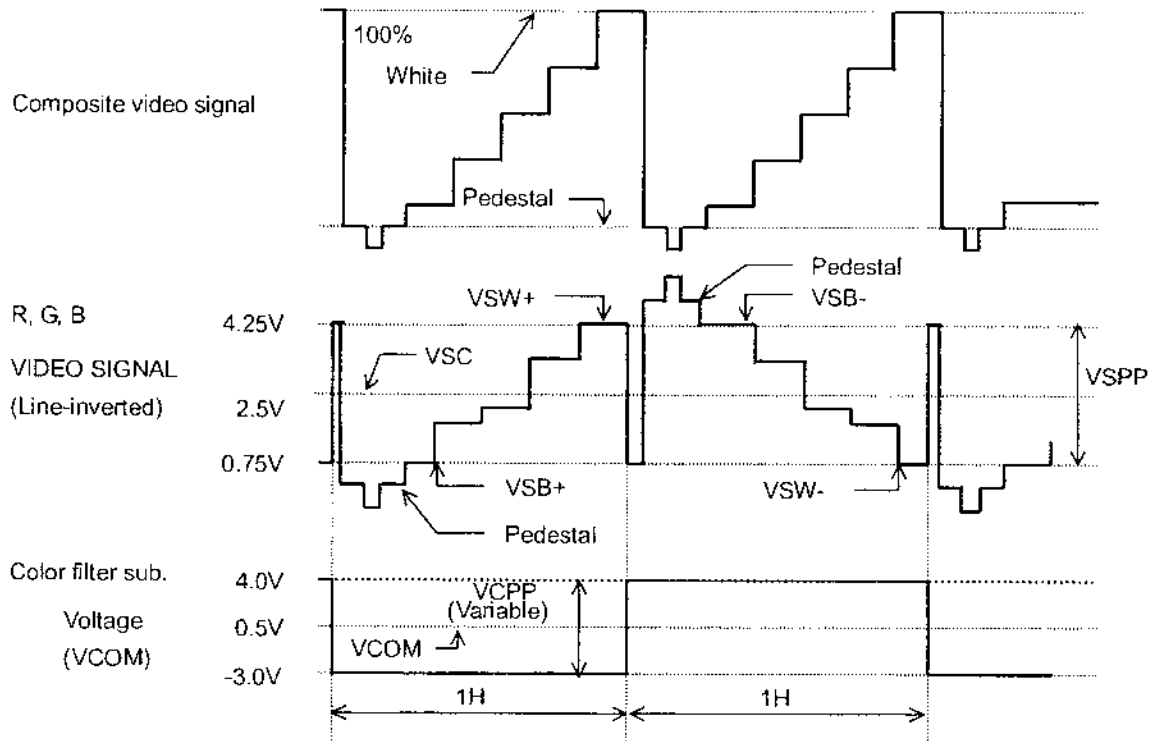 100%
White
Composite video signal
Pedestal
Pedestal
VSW+
VSB-
R, G, B
4.25V
VIDEO SIGNAL
VSC
VSPP
(Line-inverted)
2.5V
0.75V
VSB+
VSW-
Pedestal
Color filter sub.
4.0V
VCPP
(Variable)
Voltage
0.5V
(VCOM)
VCOM
-3.0V
1H
1H